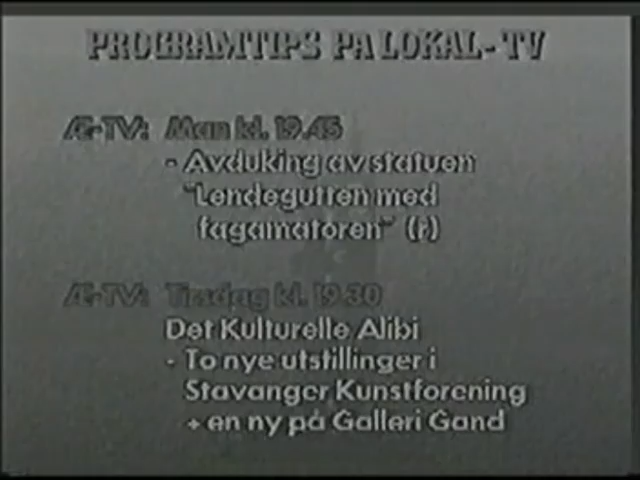 PROGRAMTIPS PA LOKAL-TV
Æ-TV: Man kl. 19.45
- Avduking av statuen
"Lendegutten med
fagamatoren" (r)
Æ-TV: Tirsdag kl. 19.30
Det Kulturelle Alibi
- To nye utstillinger i
Stavanger Kunstforening
+ en ny på Galleri Gand